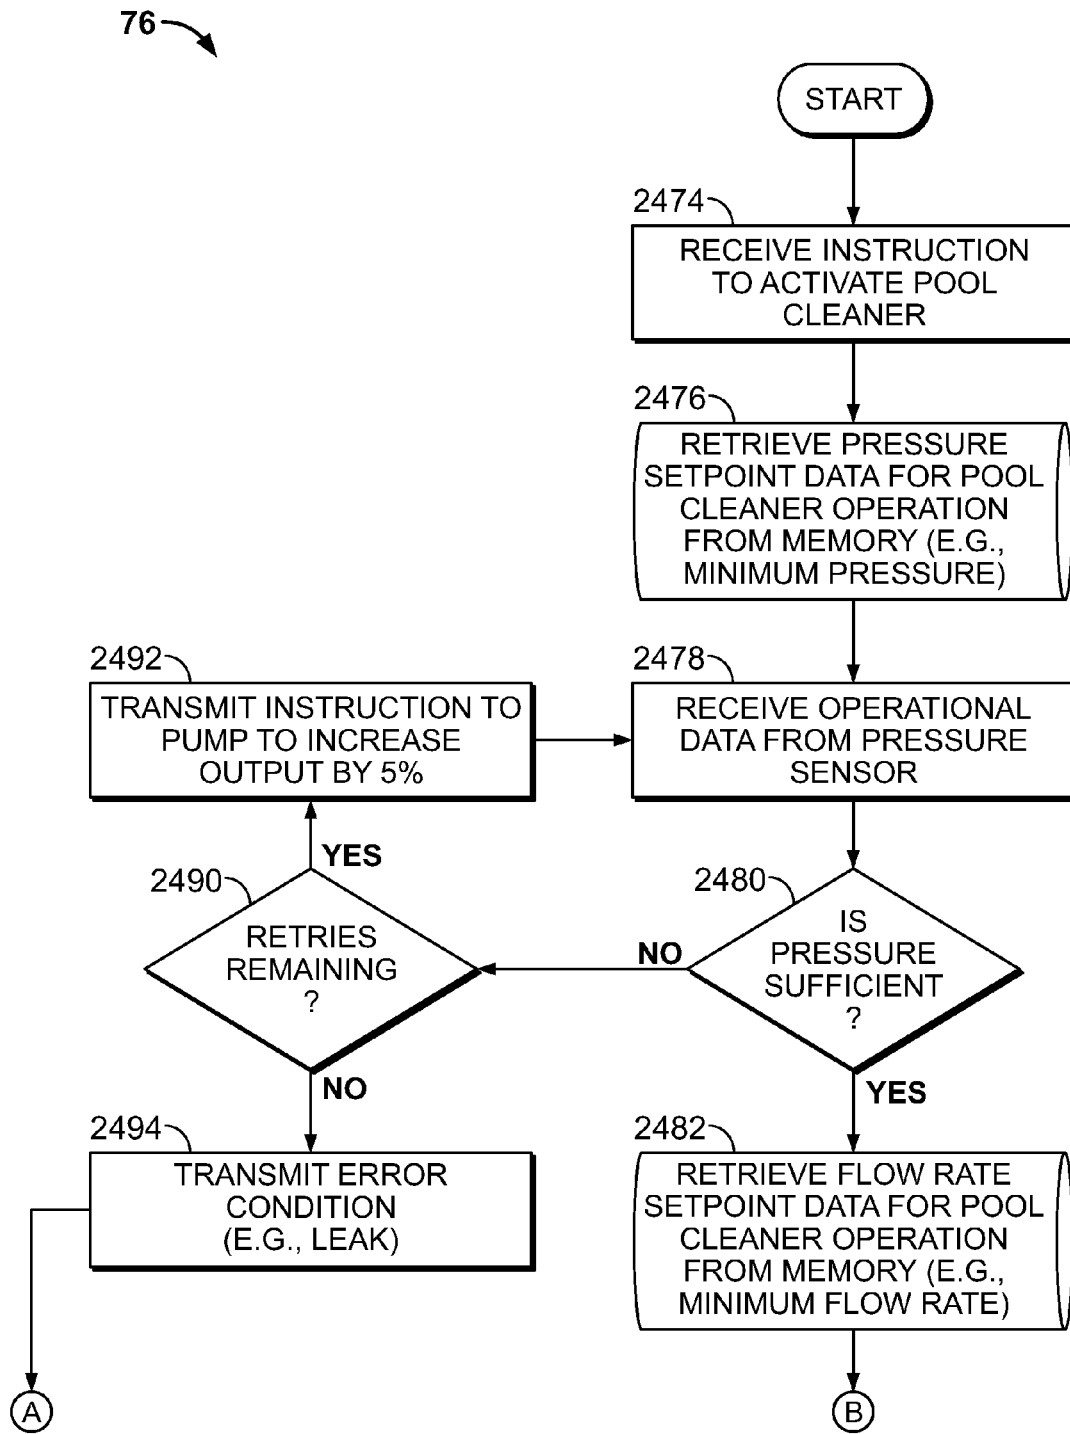 76
START
2474
RECEIVE INSTRUCTION
TO ACTIVATE POOL
CLEANER
2476
RETRIEVE PRESSURE
SETPOINT DATA FOR POOL
CLEANER OPERATION
FROM MEMORY (E.G.,
MINIMUM PRESSURE)
2492
TRANSMIT INSTRUCTION TO
PUMP TO INCREASE
OUTPUT BY 5%
2478
RECEIVE OPERATIONAL
DATA FROM PRESSURE
SENSOR
YES
2490
RETRIES
REMAINING
?
NO
2480
IS
PRESSURE
SUFFICIENT
?
NO
YES
2494
TRANSMIT ERROR
CONDITION
(E.G., LEAK)
2482
RETRIEVE FLOW RATE
SETPOINT DATA FOR POOL
CLEANER OPERATION
FROM MEMORY (E.G.,
MINIMUM FLOW RATE)
A
B